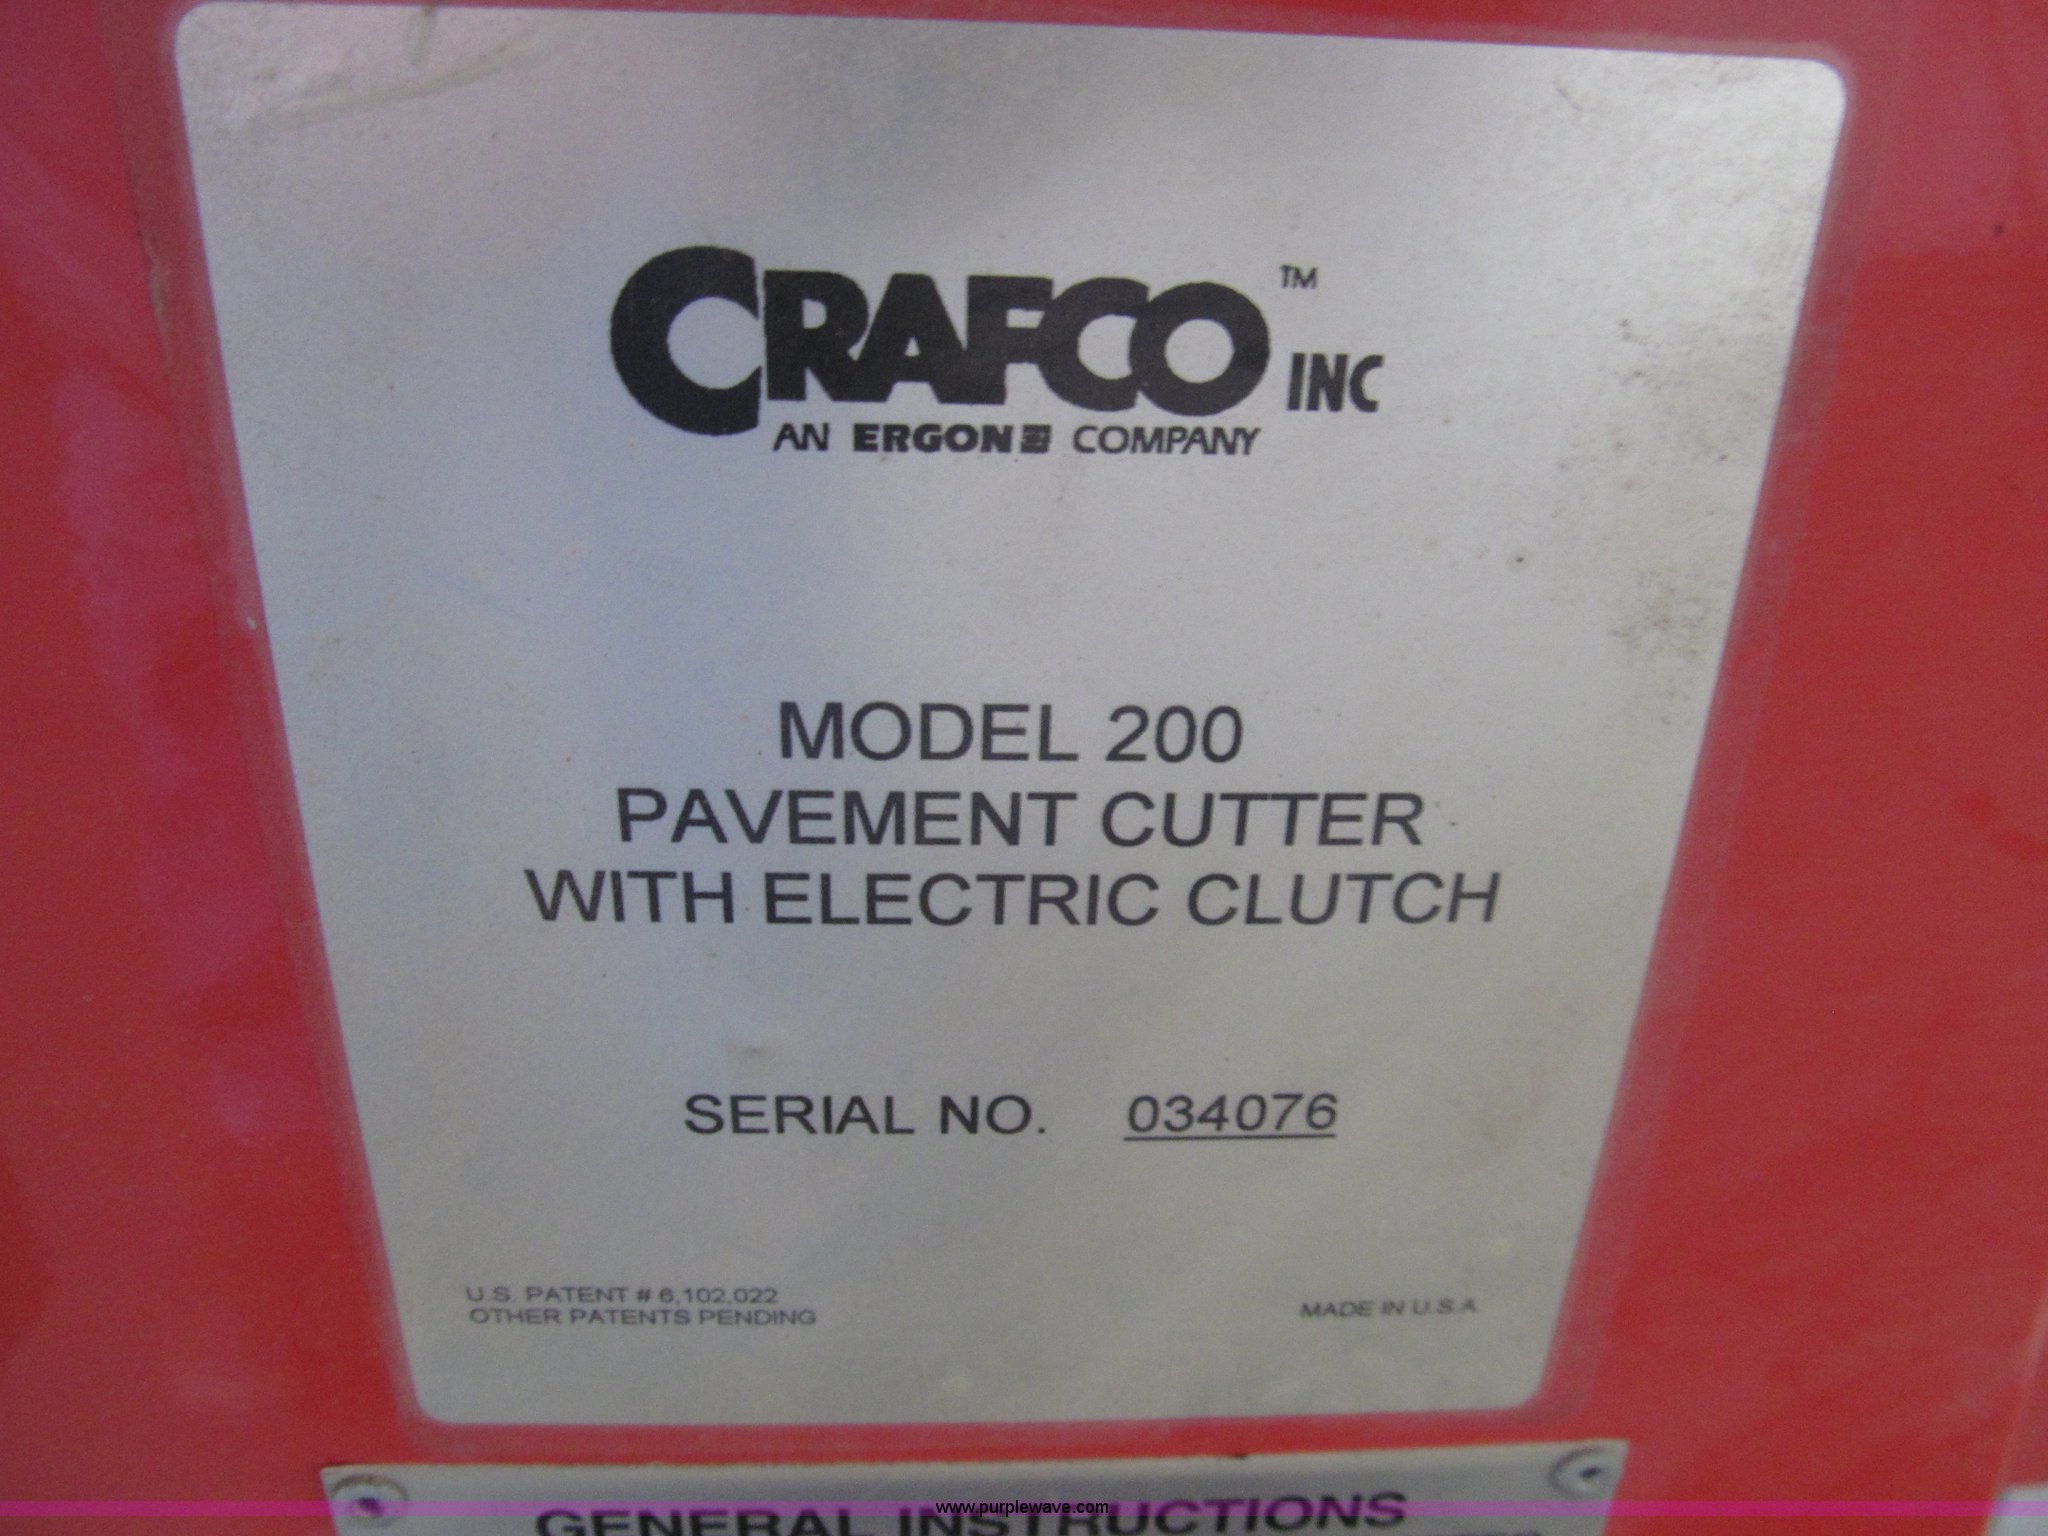 CRAFCO™ INC
AN ERGON COMPANY
MODEL 200
PAVEMENT CUTTER
WITH ELECTRIC CLUTCH
SERIAL NO. 034076
U.S. PATENT # 6,102,022
OTHER PATENTS PENDING
MADE IN U.S.A.
GENERAL INSTRUCTIONS
www.purplewave.com